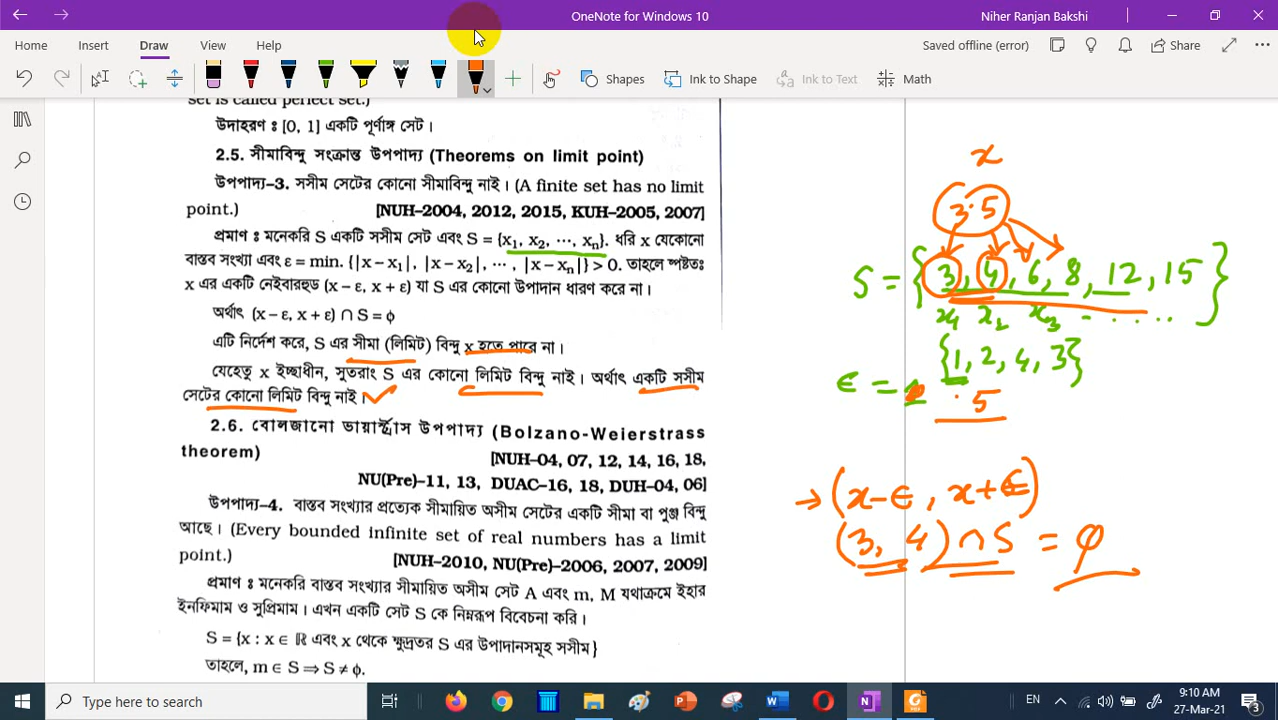 OneNote for Windows 10
Niher Ranjan Bakshi
Home Insert Draw View Help
Saved offline (error)
Share
Shapes
Ink to Shape
Ink to Text
Math
set is called perfect set.)
উদাহরণ ঃ [0, 1] একটি পূর্ণাঙ্গ সেট।
2.5. সীমাবিন্দু সংক্রান্ত উপপাদ্য (Theorems on limit point)
উপপাদ্য–3. সসীম সেটের কোনো সীমাবিন্দু নাই। (A finite set has no limit
point.) [NUH–2004, 2012, 2015, KUH–2005, 2007]
প্রমাণ ঃ মনেকরি S একটি সসীম সেট এবং S = {x₁, x₂, ···, xₙ}. ধরি x যেকোনো
বাস্তব সংখ্যা এবং ε = min. {|x – x₁|, |x – x₂|, ···, |x – xₙ|} > 0. তাহলে স্পষ্টতঃ
x এর একটি নেইবারহুড (x – ε, x + ε) যা S এর কোনো উপাদান ধারণ করে না।
অর্থাৎ (x – ε, x + ε) ∩ S = ϕ
এটি নির্দেশ করে, S এর সীমা (লিমিট) বিন্দু x হতে পারে না।
যেহেতু x ইচ্ছাধীন, সুতরাং S এর কোনো লিমিট বিন্দু নাই। অর্থাৎ একটি সসীম
সেটের কোনো লিমিট বিন্দু নাই।
2.6. বোলজানো ভায়ার্স্ট্রাস উপপাদ্য (Bolzano-Weierstrass
theorem) [NUH–04, 07, 12, 14, 16, 18,
NU(Pre)–11, 13, DUAC–16, 18, DUH–04, 06]
উপপাদ্য–4. বাস্তব সংখ্যার প্রত্যেক সীমায়িত অসীম সেটের একটি সীমা বা পুঞ্জ বিন্দু
আছে। (Every bounded infinite set of real numbers has a limit
point.) [NUH–2010, NU(Pre)–2006, 2007, 2009]
প্রমাণ ঃ মনেকরি বাস্তব সংখ্যার সীমায়িত অসীম সেট A এবং m, M যথাক্রমে ইহার
ইনফিমাম ও সুপ্রিমাম। এখন একটি সেট S কে নিম্নরূপ বিবেচনা করি।
S = {x : x ∈ ℝ এবং x থেকে ক্ষুদ্রতর S এর উপাদানসমূহ সসীম}
তাহলে, m ∈ S ⇒ S ≠ ϕ.
x
3·5
S = {3, 4, 6, 8, 12, 15}
x₁ x₂ x₃ - · · · ·
{1, 2, 4, 3}
ϵ = ·5
→ (x-ϵ, x+ϵ)
(3, 4) ∩ S = φ
Type here to search
EN
9:10 AM
27-Mar-21
3